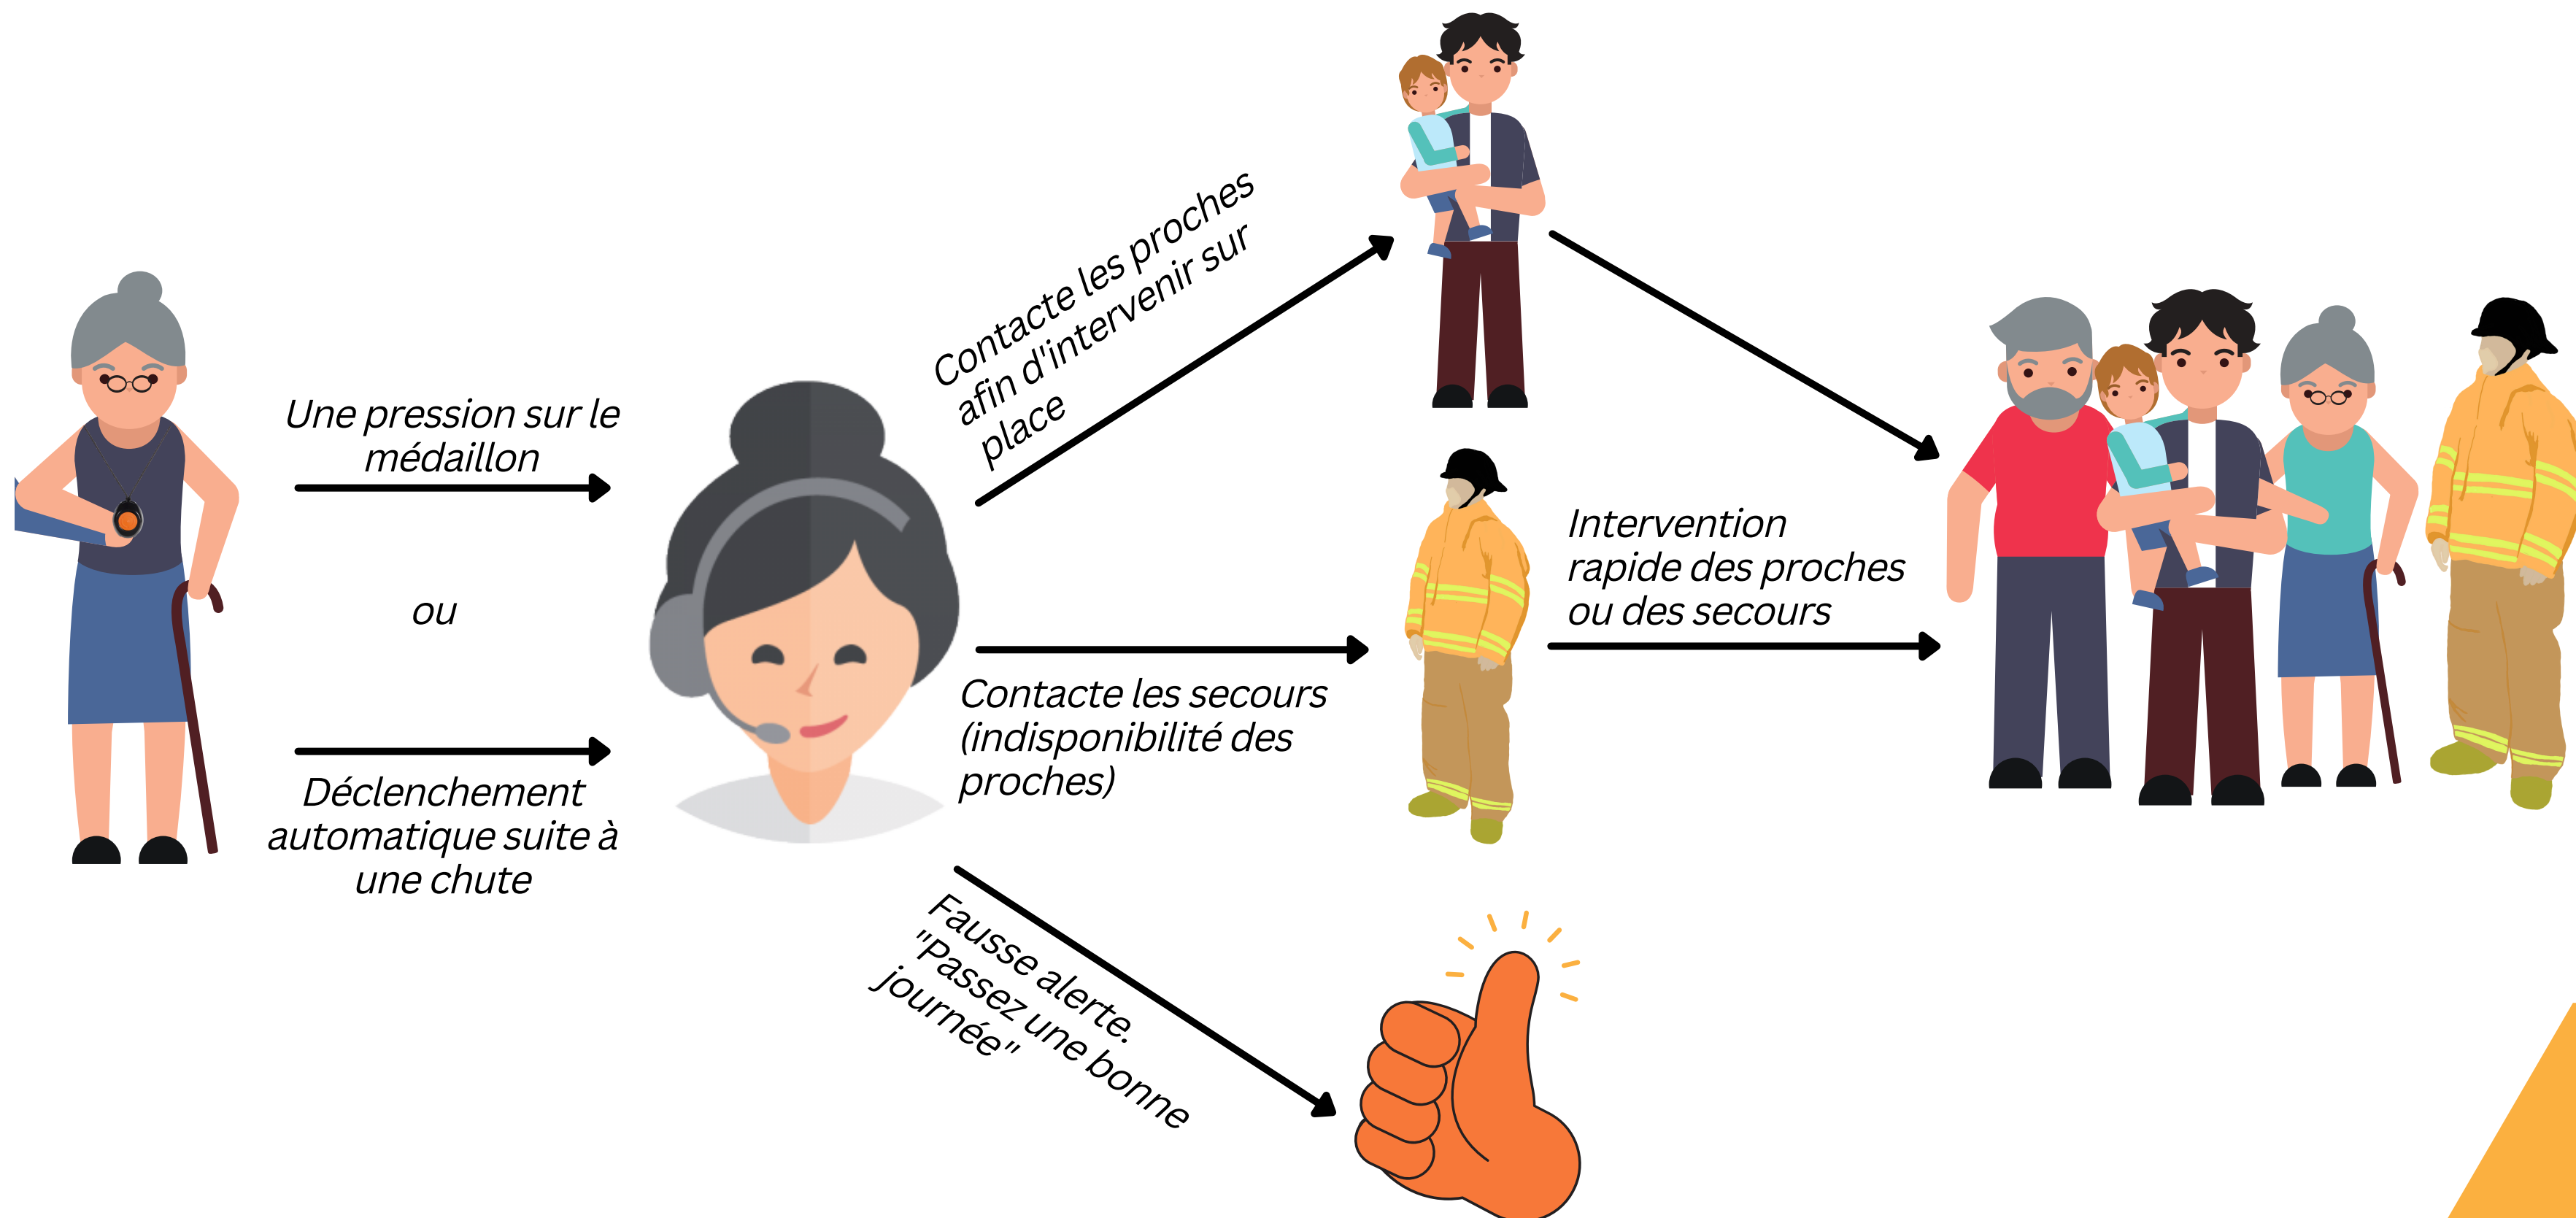 Une pression sur le
médaillon
ou
Déclenchement
automatique suite à
une chute
Contacte les proches
afin d'intervenir sur
place
Contacte les secours
(indisponibilité des
proches)
Fausse alerte.
"Passez une bonne
journée"
Intervention
rapide des proches
ou des secours